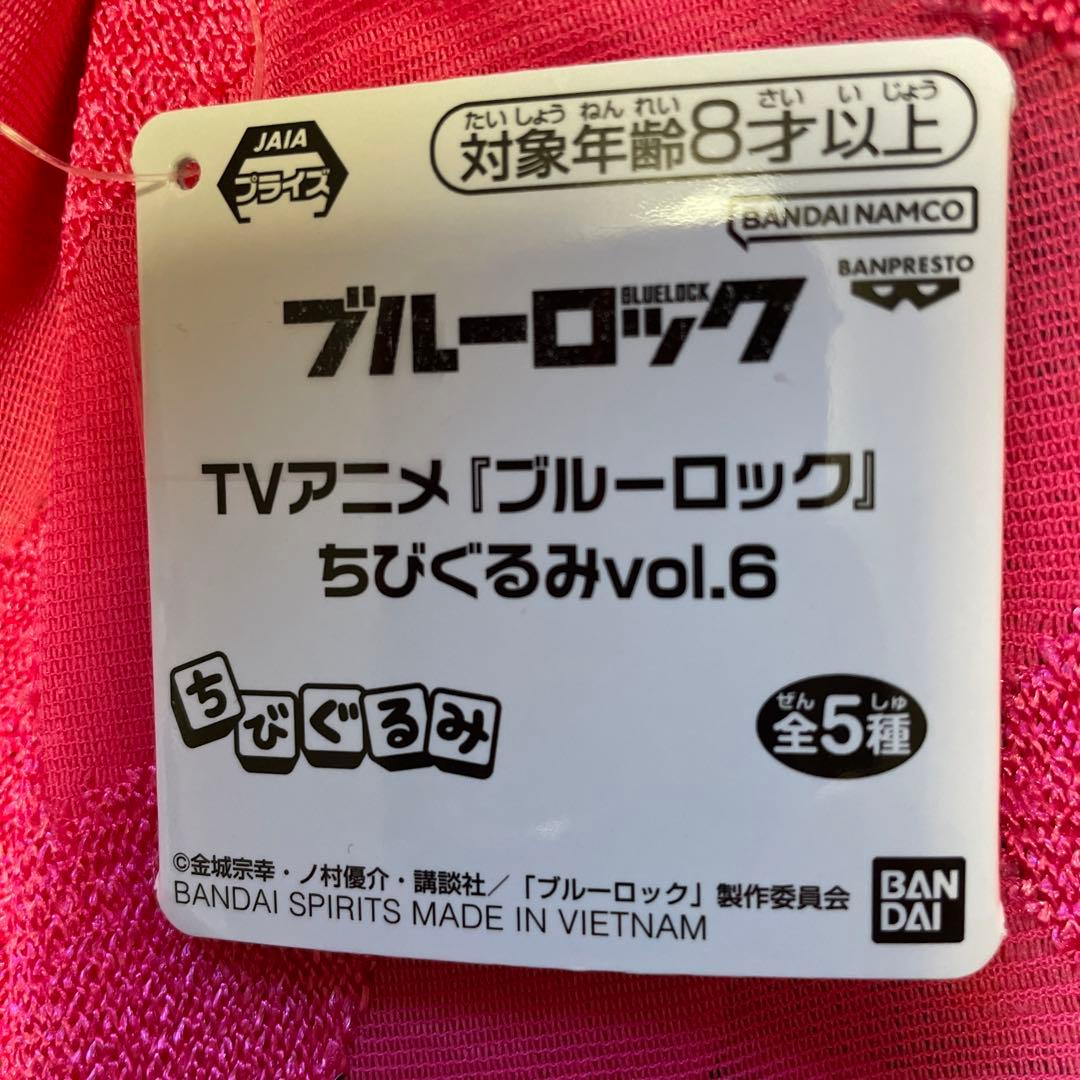 JAIA
プライズ
たいしょうねんれい さいいじょう
対象年齢8才以上
BANDAI NAMCO
BANPRESTO
BLUELOCK
ブルーロック
TVアニメ『ブルーロック』
ちびぐるみvol.6
ちびぐるみ
ぜん しゅ
全5種
©金城宗幸・ノ村優介・講談社／「ブルーロック」製作委員会
BANDAI SPIRITS MADE IN VIETNAM
BAN
DAI